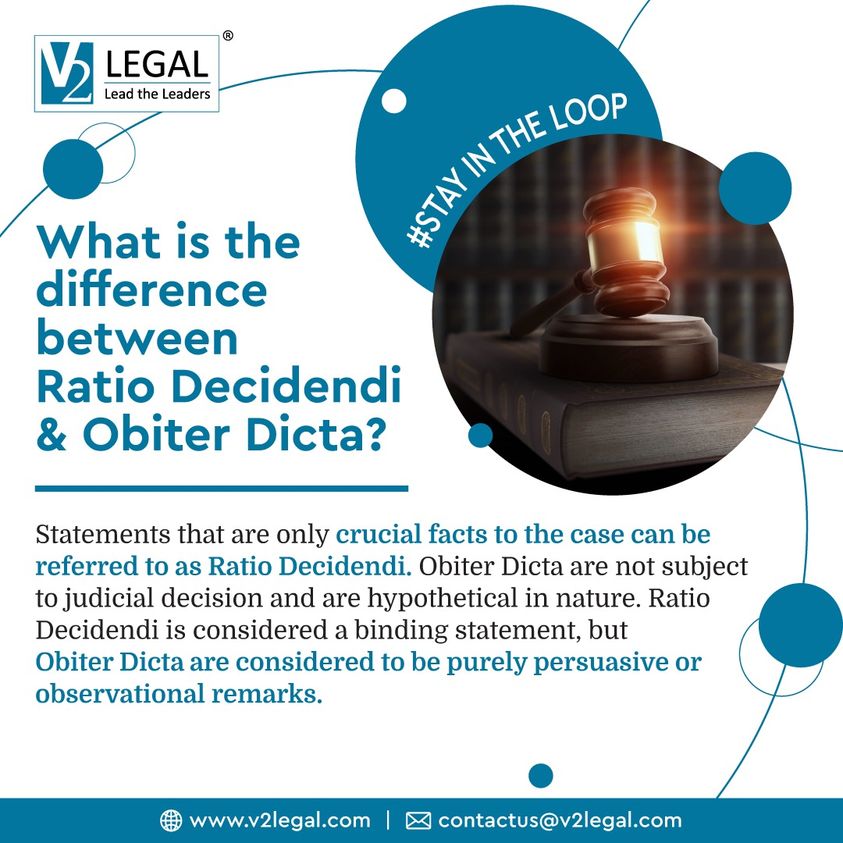 V2 LEGAL®
Lead the Leaders
#STAY IN THE LOOP
What is the
difference
between
Ratio Decidendi
& Obiter Dicta?
Statements that are only crucial facts to the case can be
referred to as Ratio Decidendi. Obiter Dicta are not subject
to judicial decision and are hypothetical in nature. Ratio
Decidendi is considered a binding statement, but
Obiter Dicta are considered to be purely persuasive or
observational remarks.
www.v2legal.com | contactus@v2legal.com